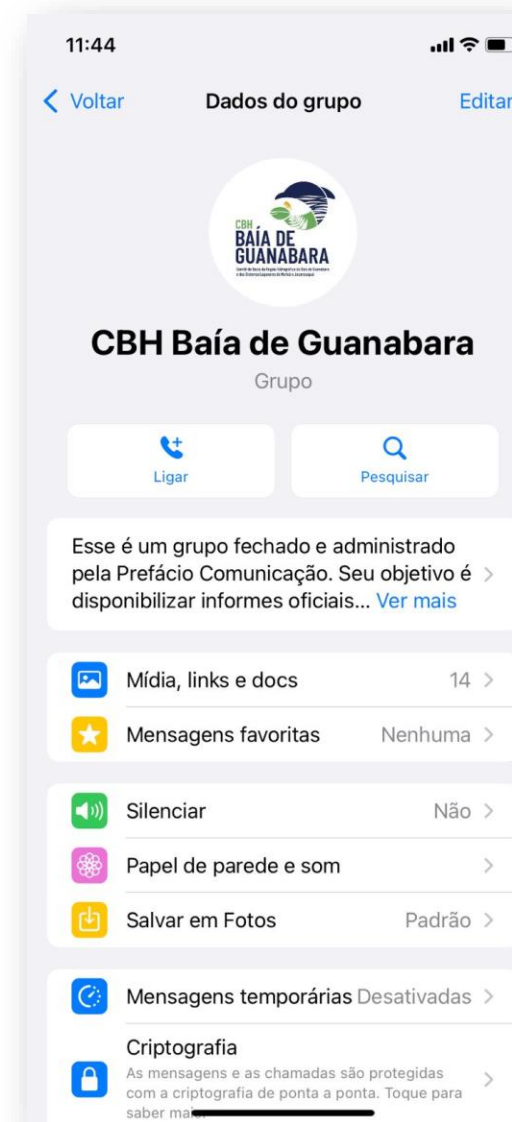 11:44
Voltar
Dados do grupo
Editar
CBH
BAÍA DE
GUANABARA
CBH Baía de Guanabara
Grupo
Ligar
Pesquisar
Esse é um grupo fechado e administrado
pela Prefácio Comunicação. Seu objetivo é
disponibilizar informes oficiais... Ver mais
Mídia, links e docs 14
Mensagens favoritas Nenhuma
Silenciar Não
Papel de parede e som
Salvar em Fotos Padrão
Mensagens temporárias Desativadas
Criptografia
As mensagens e as chamadas são protegidas
com a criptografia de ponta a ponta. Toque para
saber mais.